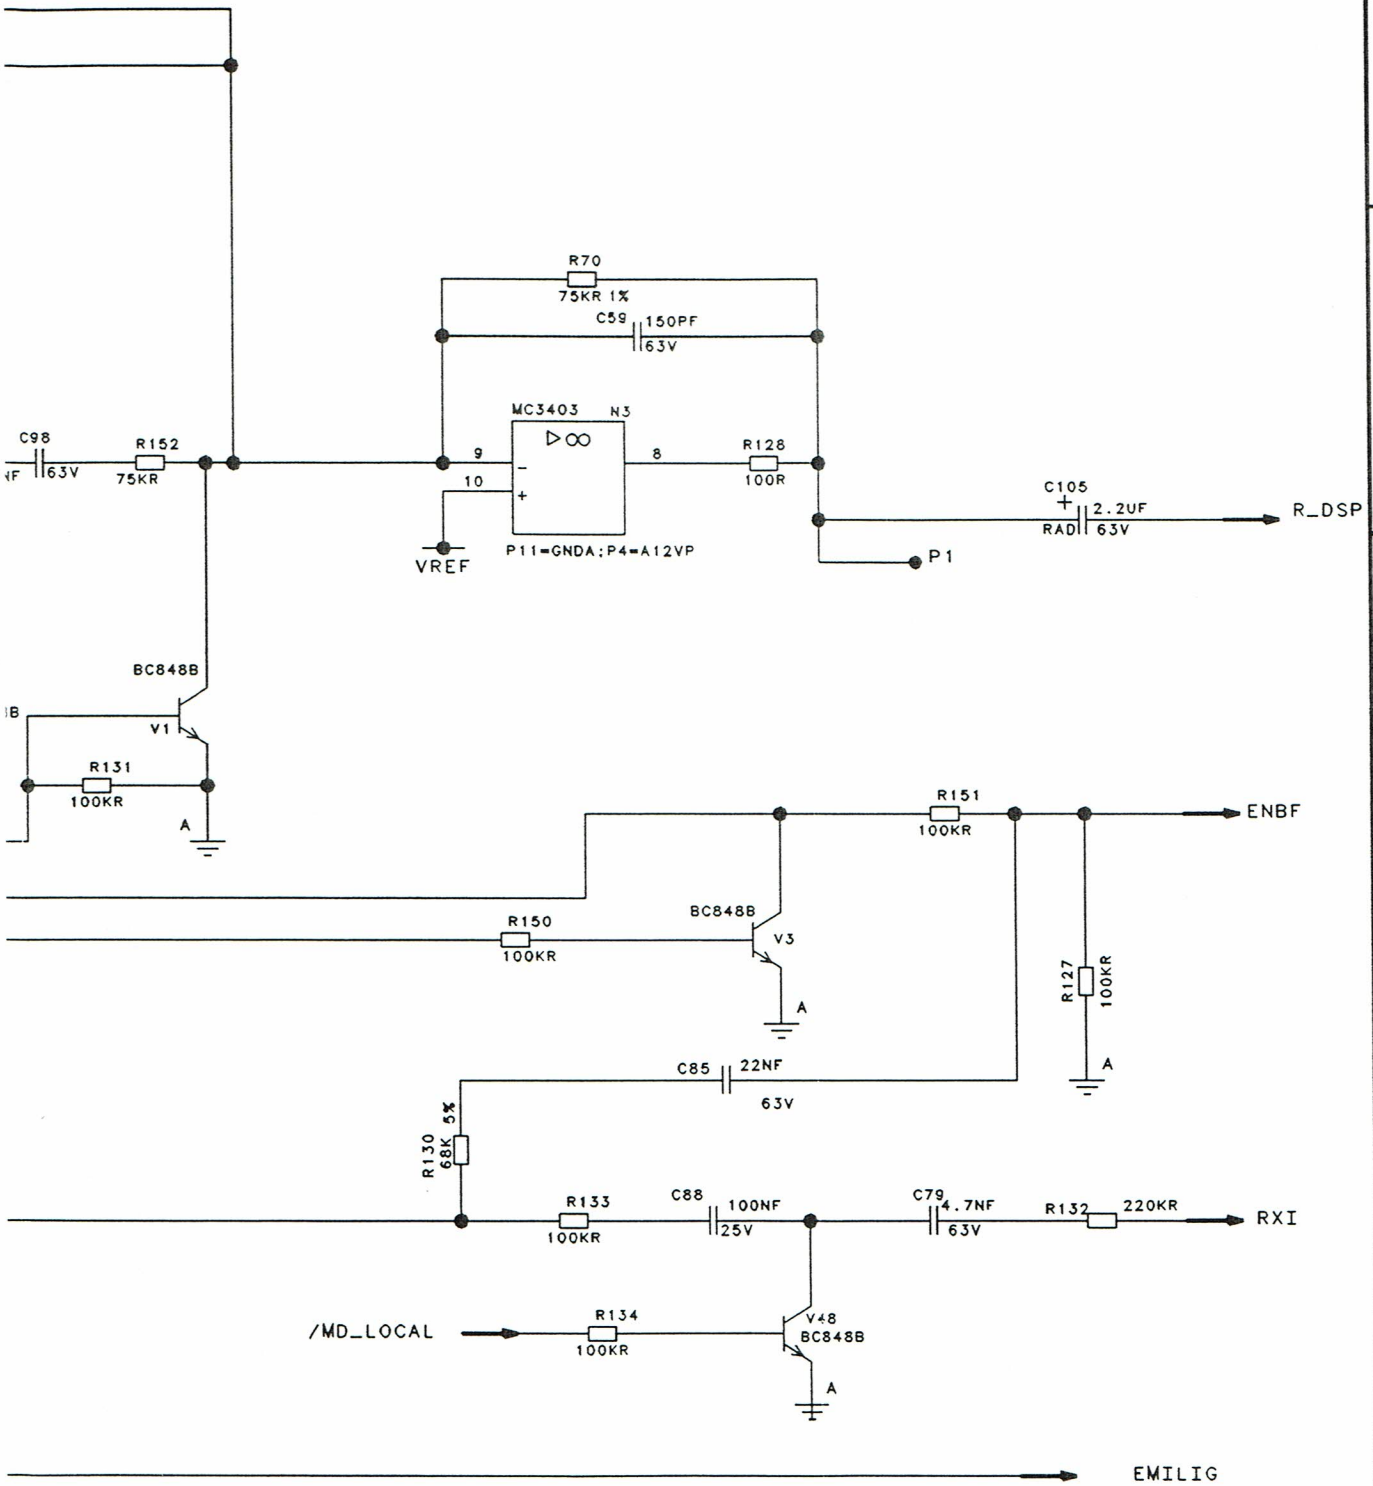 R70
75KR 1%
C59 150PF
63V
MC3403 N3
C98 R152 9 8 R128
63V 75KR - 100R
10 +
C105
+ 2.2UF R_DSP
RAD 63V
P11=GNDA;P4=A12VP
VREF P1
BC848B
V1
R131
100KR
A
R151
100KR ENBF
BC848B
R150 V3
100KR
R127 100KR
A
A
C85 22NF
63V
R130 68K 5%
R133 C88 100NF C79 4.7NF R132 220KR RXI
100KR 25V 63V
R134 V48
/MD_LOCAL BC848B
100KR
A
EMILIG